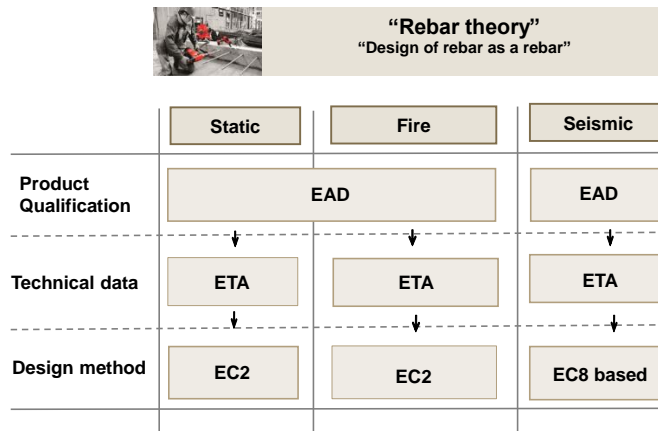 “Rebar theory”
“Design of rebar as a rebar”
Static
Fire
Seismic
Product
Qualification
EAD
EAD
Technical data
ETA
ETA
ETA
Design method
EC2
EC2
EC8 based